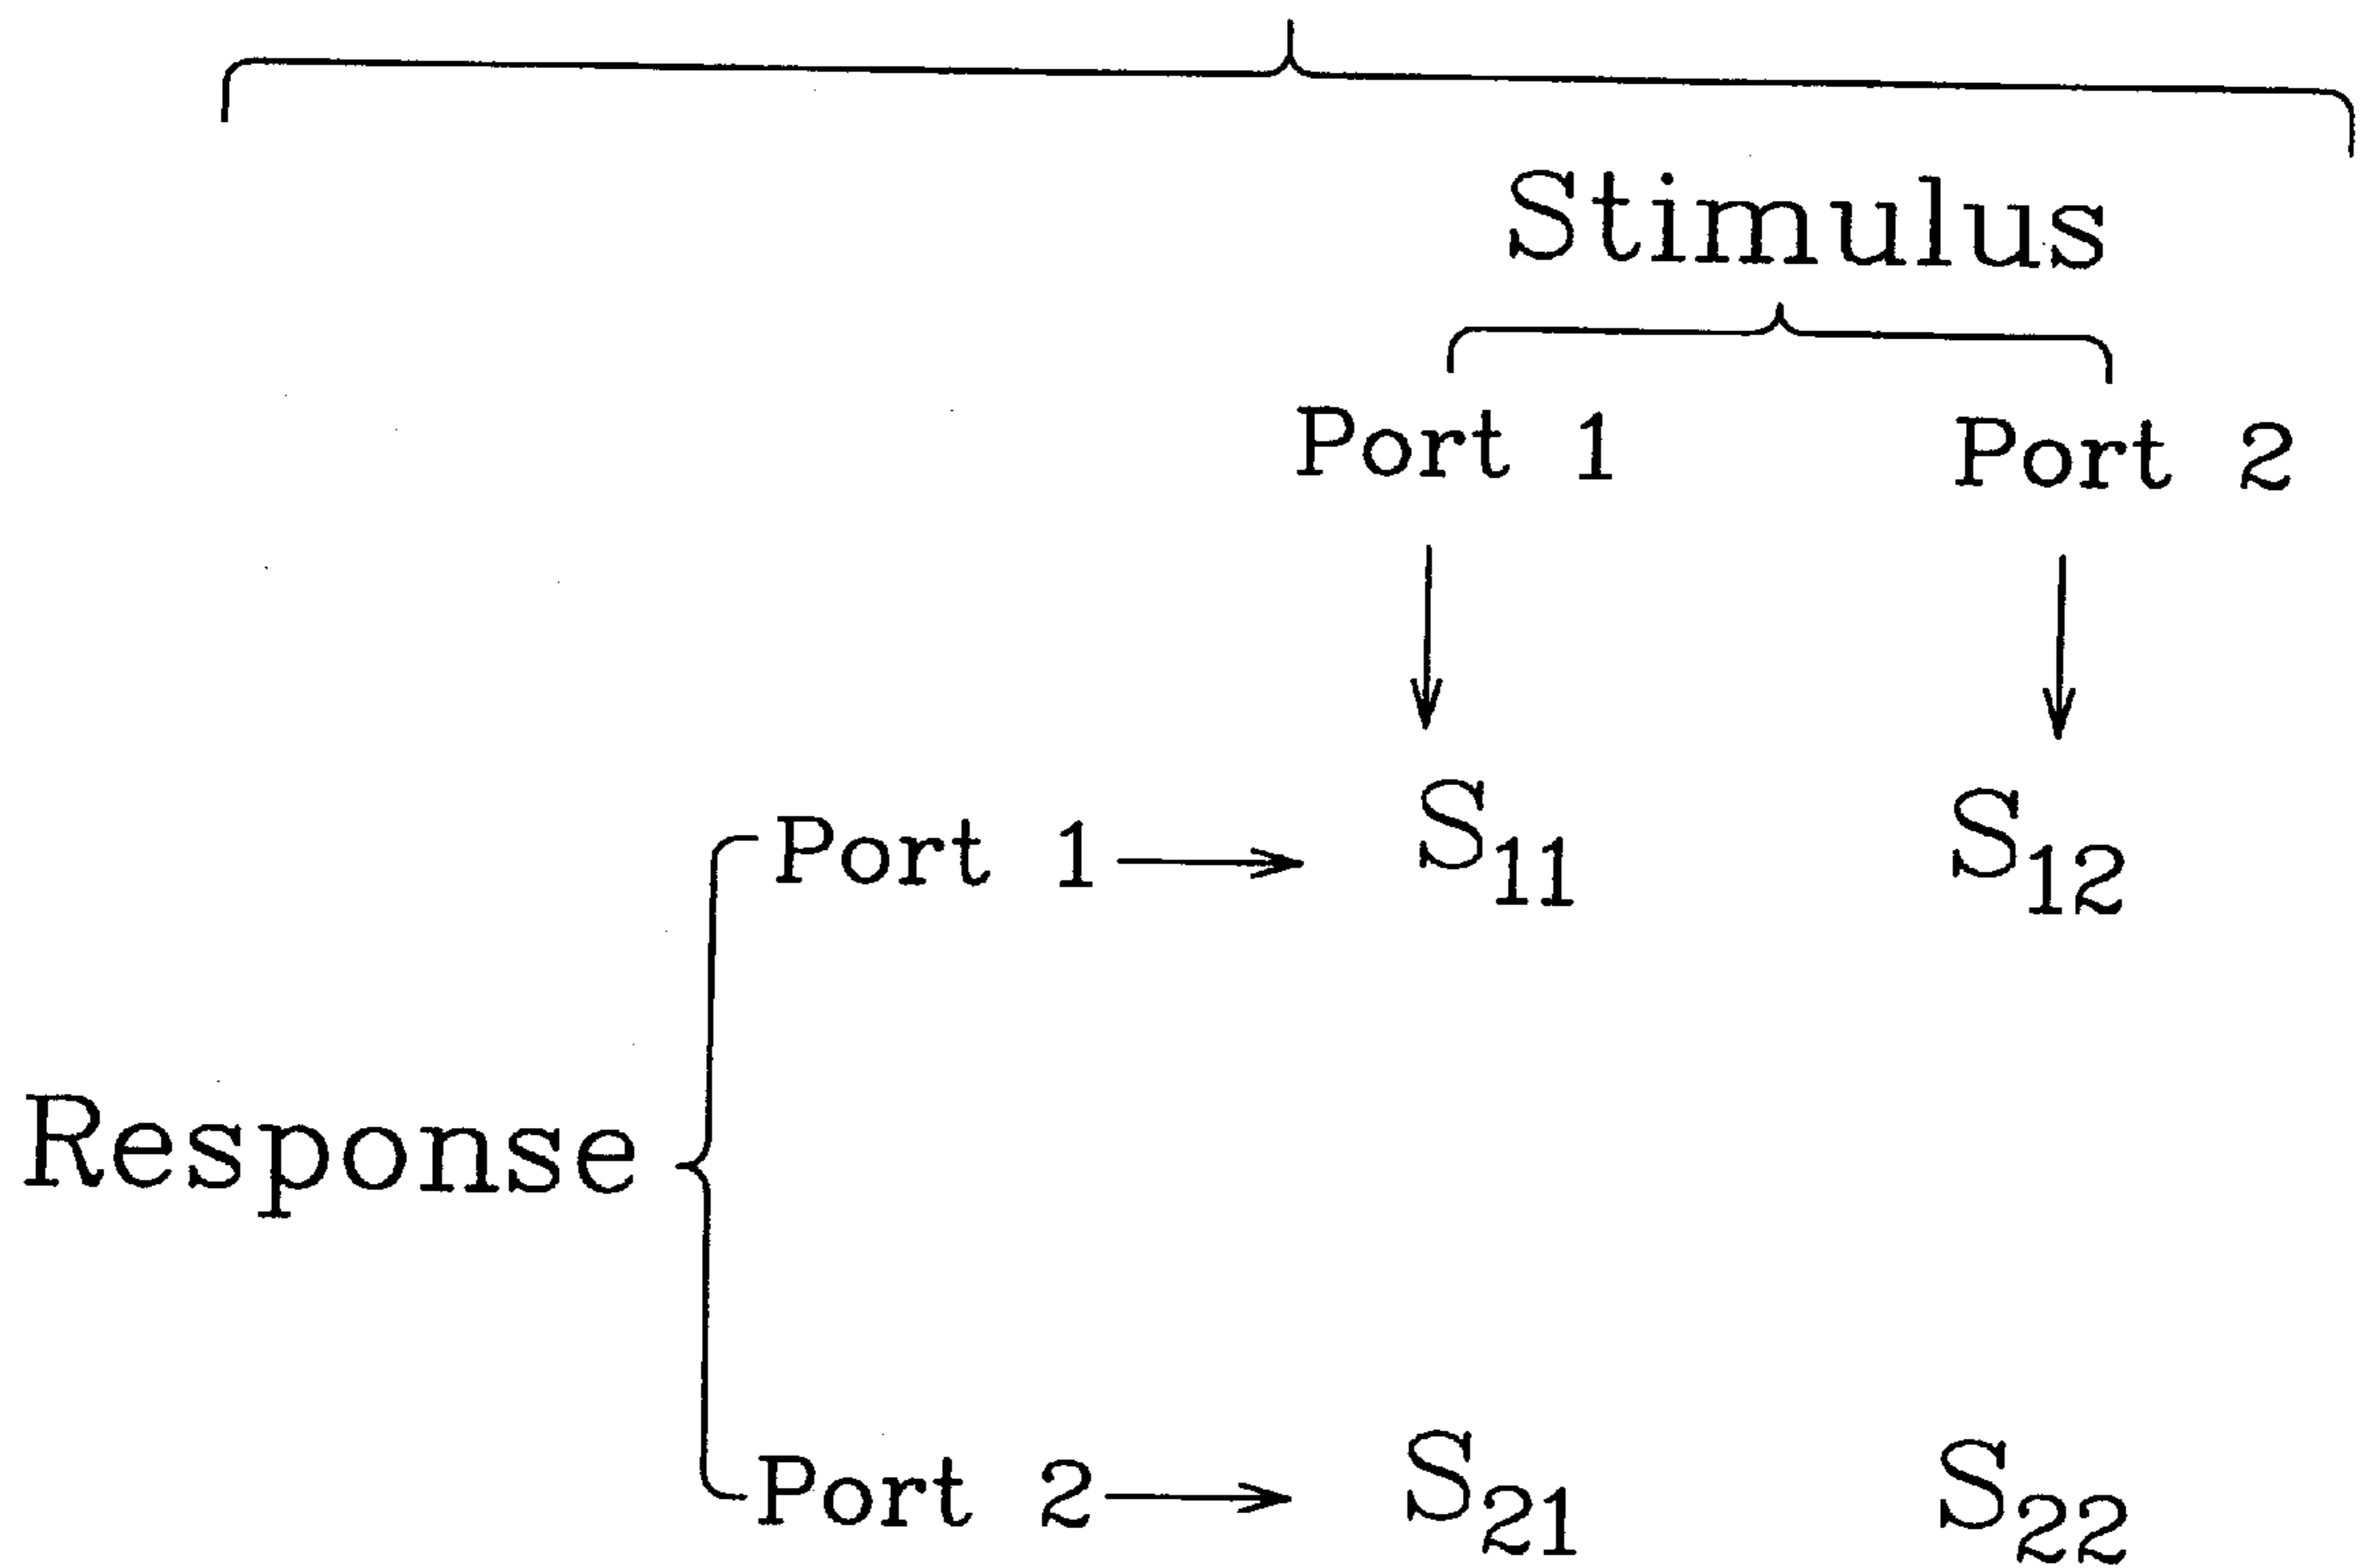 Stimulus
Port 1 Port 2
Port 1 S11 S12
Response
Port 2 S21 S22